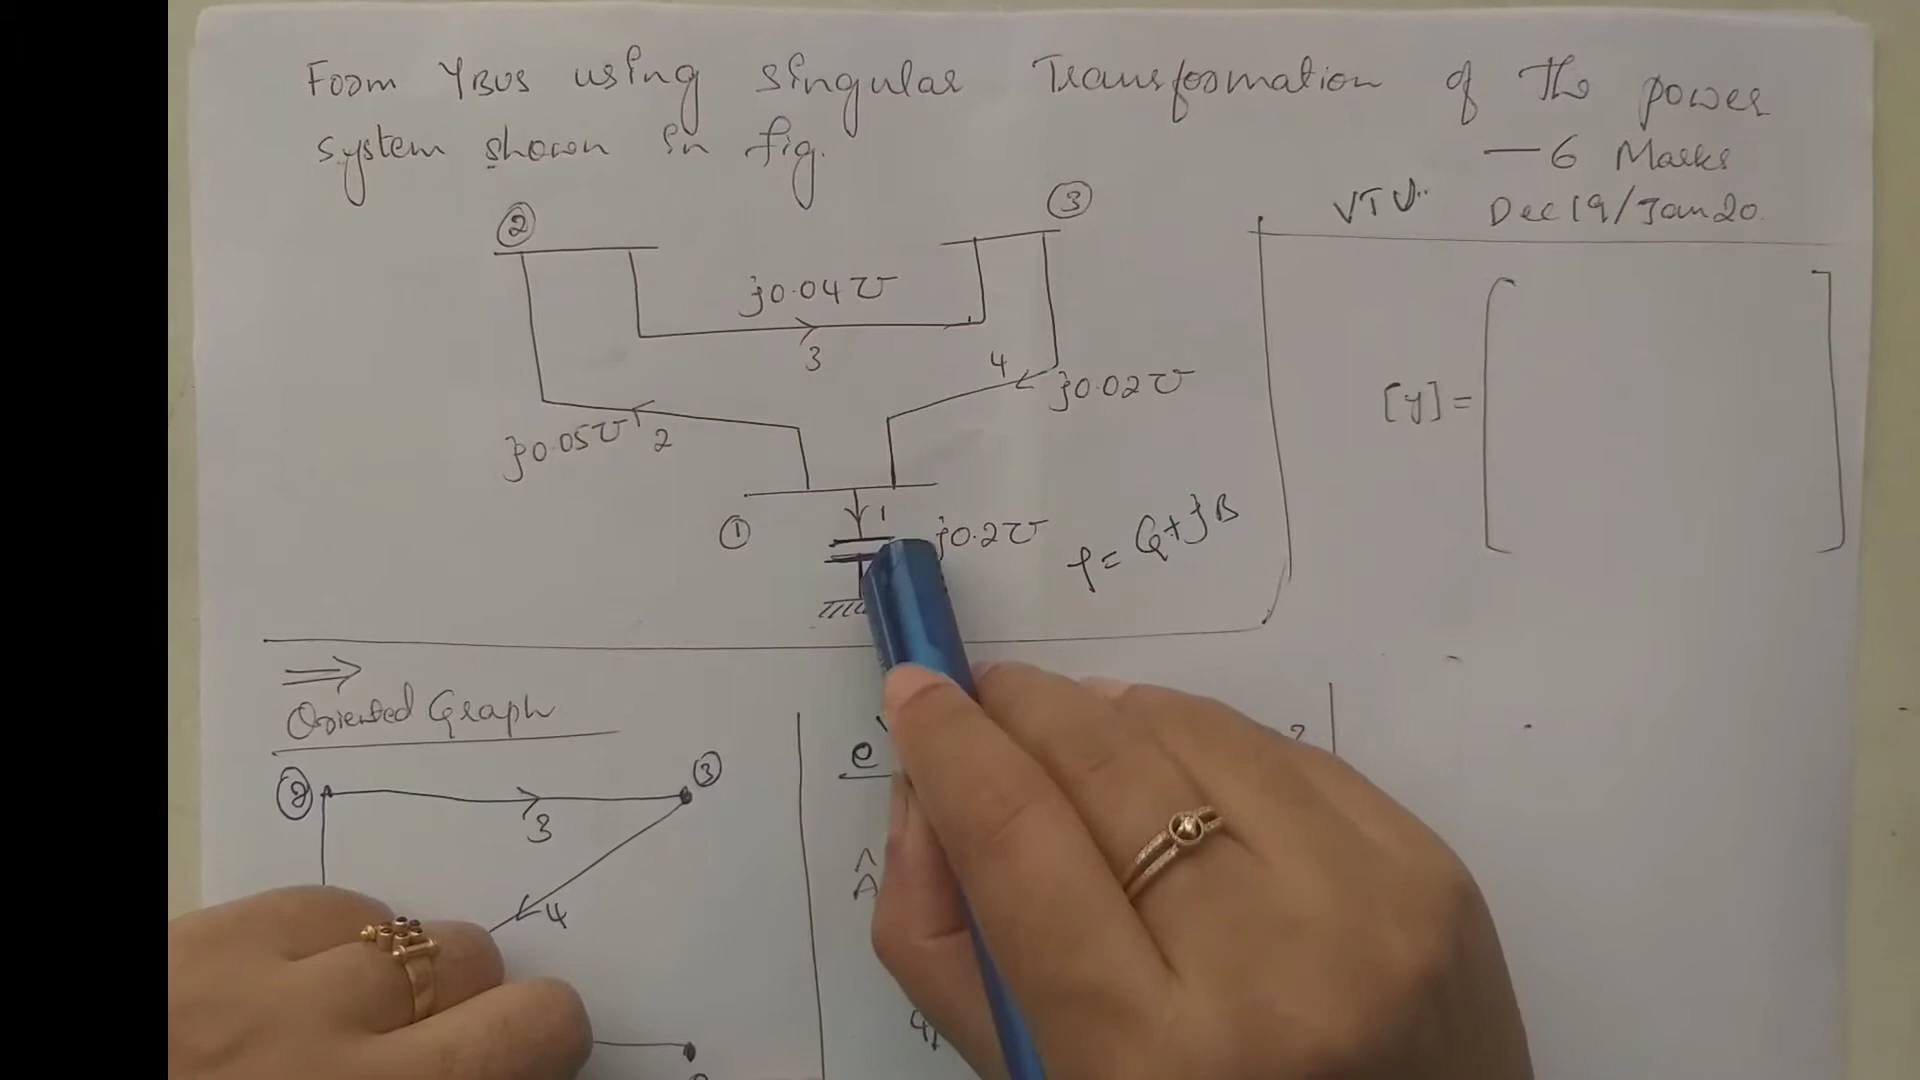 Form YBUS using singular Transformation of the power
system shown in fig.
— 6 Marks
VTU..
Dec 19/Jan 20.
②
③
j0.04℧
3
4
j0.02℧
j0.05℧
2
①
1
j0.2℧
Y = G+jB
[y] =
⇒
Oriented Graph
②
③
3
4
e
Â